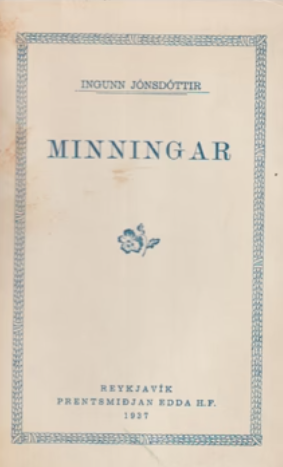 INGUNN JÓNSDÓTTIR
MINNINGAR
REYKJAVÍK
PRENTSMIÐJAN EDDA H.F.
1937